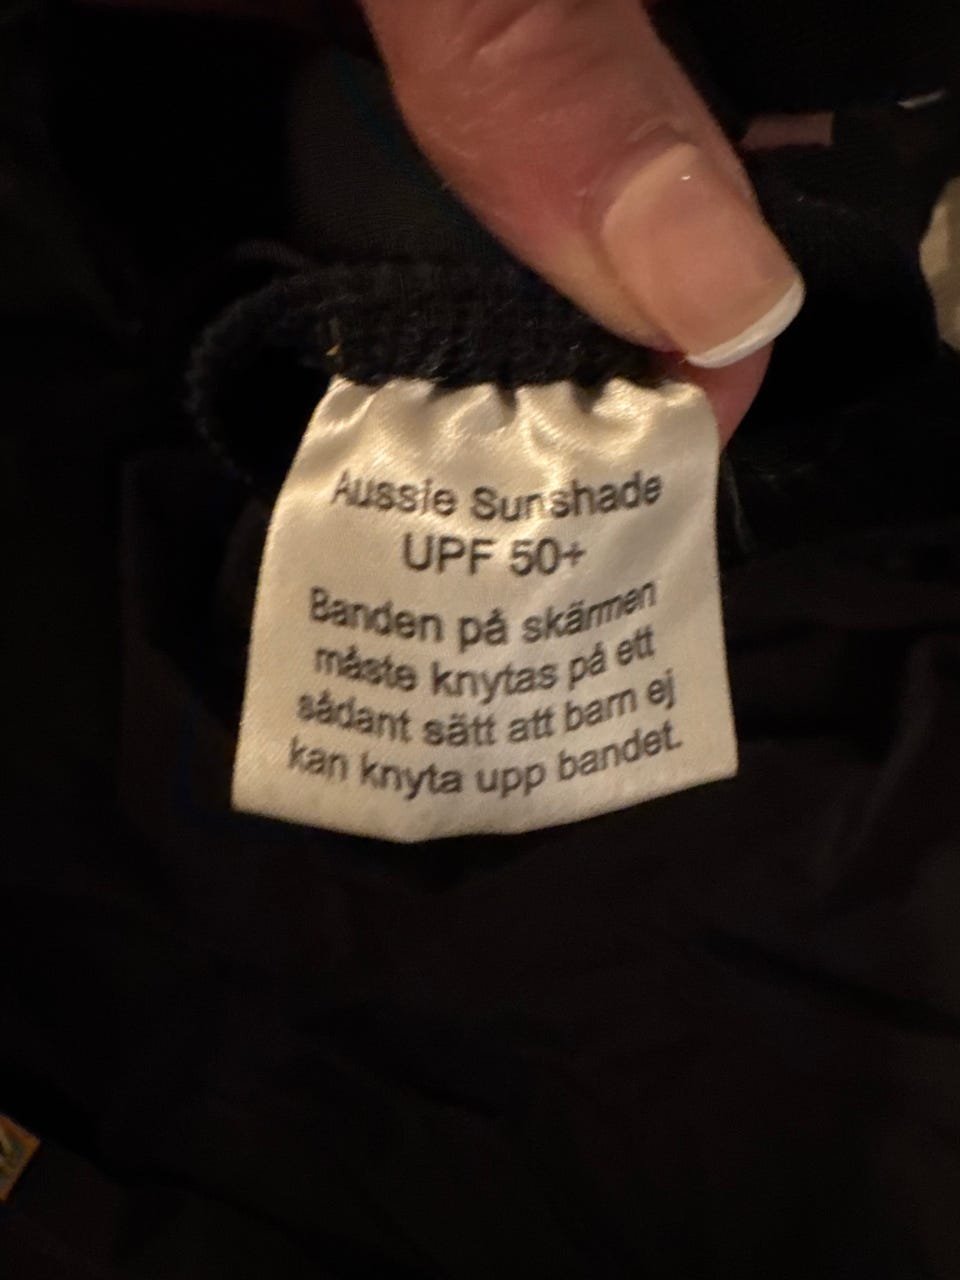 Aussie Sunshade
UPF 50+
Banden på skärmen
måste knytas på ett
sådant sätt att barn ej
kan knyta upp bandet.